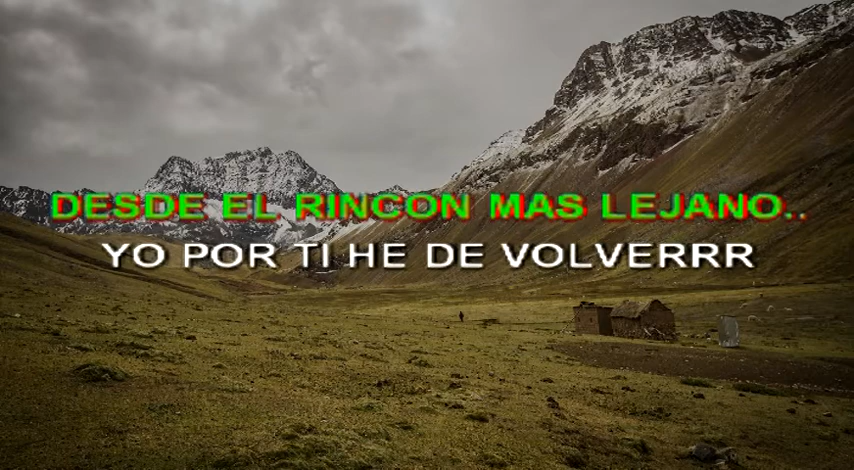 DESDE EL RINCON MAS LEJANO..
YO POR TI HE DE VOLVERRR